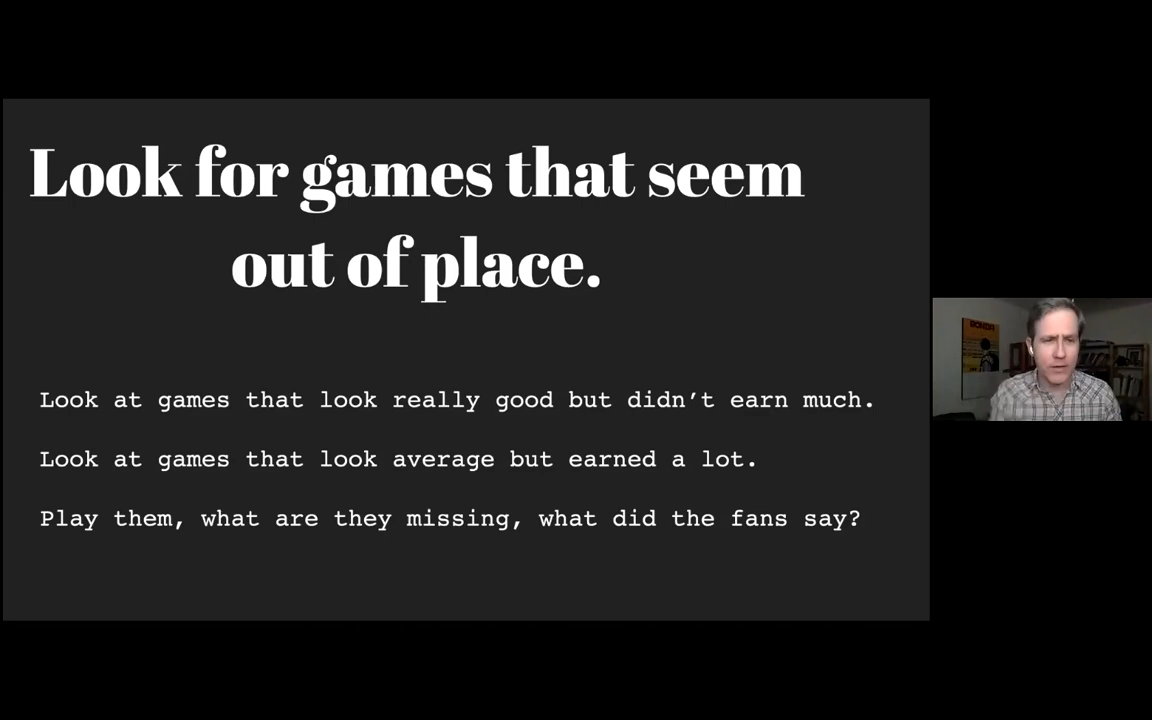 Look for games that seem
out of place.
Look at games that look really good but didn’t earn much.
Look at games that look average but earned a lot.
Play them, what are they missing, what did the fans say?